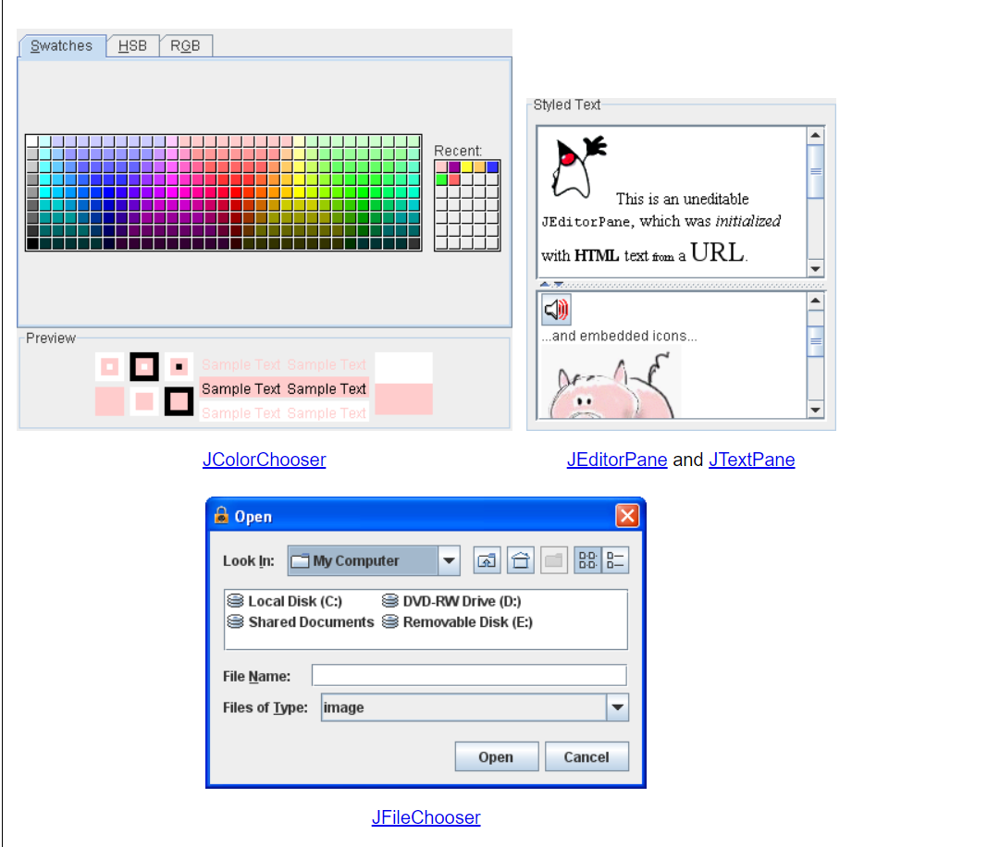 Swatches HSB RGB
Recent:
Preview
Sample Text Sample Text
Sample Text Sample Text
Sample Text Sample Text
JColorChooser
Styled Text
This is an uneditable
JEditorPane, which was initialized
with HTML text from a URL.
...and embedded icons...
JEditorPane and JTextPane
Open
Look In: My Computer
Local Disk (C:) DVD-RW Drive (D:)
Shared Documents Removable Disk (E:)
File Name:
Files of Type: image
Open Cancel
JFileChooser